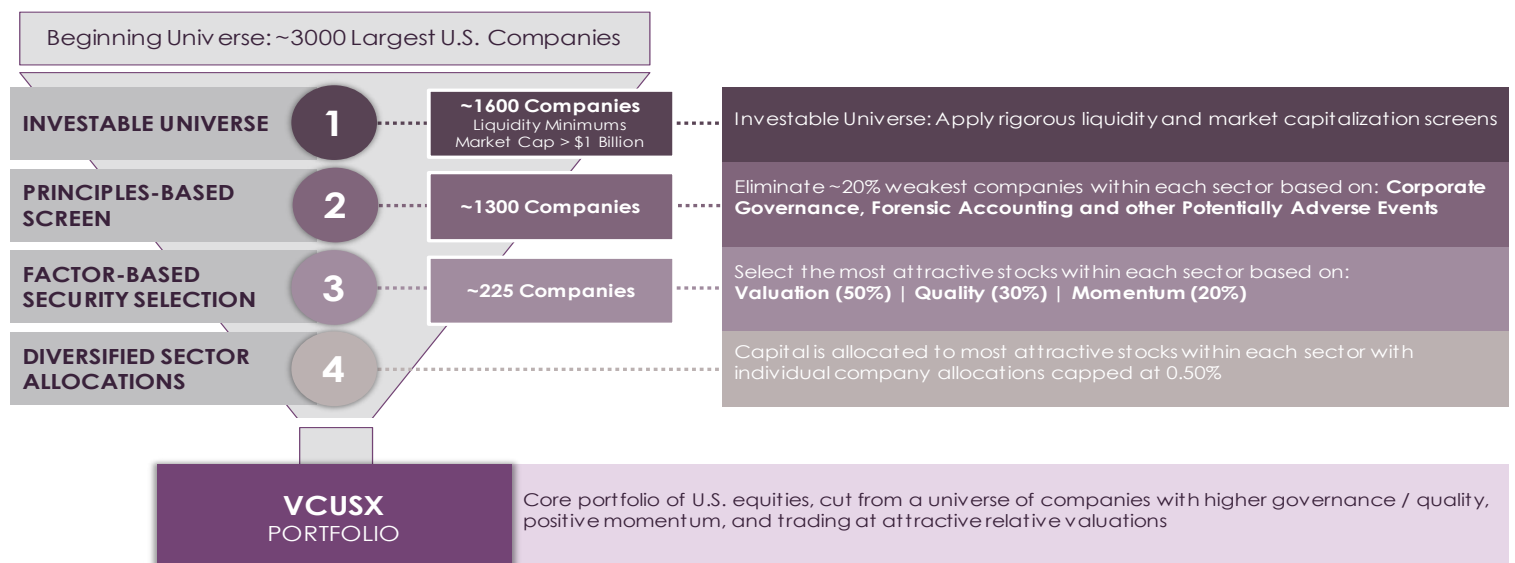 Beginning Universe: ~3000 Largest U.S. Companies
INVESTABLE UNIVERSE
1
~1600 Companies
Liquidity Minimums
Market Cap > $1 Billion
Investable Universe: Apply rigorous liquidity and market capitalization screens
PRINCIPLES-BASED
SCREEN
2
~1300 Companies
Eliminate ~20% weakest companies within each sector based on: Corporate
Governance, Forensic Accounting and other Potentially Adverse Events
FACTOR-BASED
SECURITY SELECTION
3
~225 Companies
Select the most attractive stocks within each sector based on:
Valuation (50%) | Quality (30%) | Momentum (20%)
DIVERSIFIED SECTOR
ALLOCATIONS
4
Capital is allocated to most attractive stocks within each sector with
individual company allocations capped at 0.50%
VCUSX
PORTFOLIO
Core portfolio of U.S. equities, cut from a universe of companies with higher governance / quality,
positive momentum, and trading at attractive relative valuations